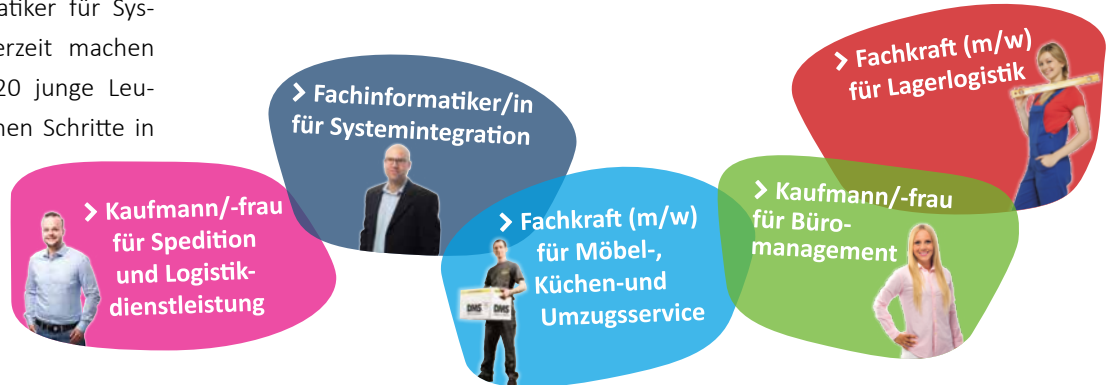 atiker für Sys-
erzeit machen
20 junge Leu-
nen Schritte in
> Kaufmann/-frau
für Spedition
und Logistik-
dienstleistung
> Fachinformatiker/in
für Systemintegration
> Fachkraft (m/w)
für Möbel-,
Küchen-und
Umzugsservice
DMS DMS
> Kaufmann/-frau
für Büro-
management
> Fachkraft (m/w)
für Lagerlogistik